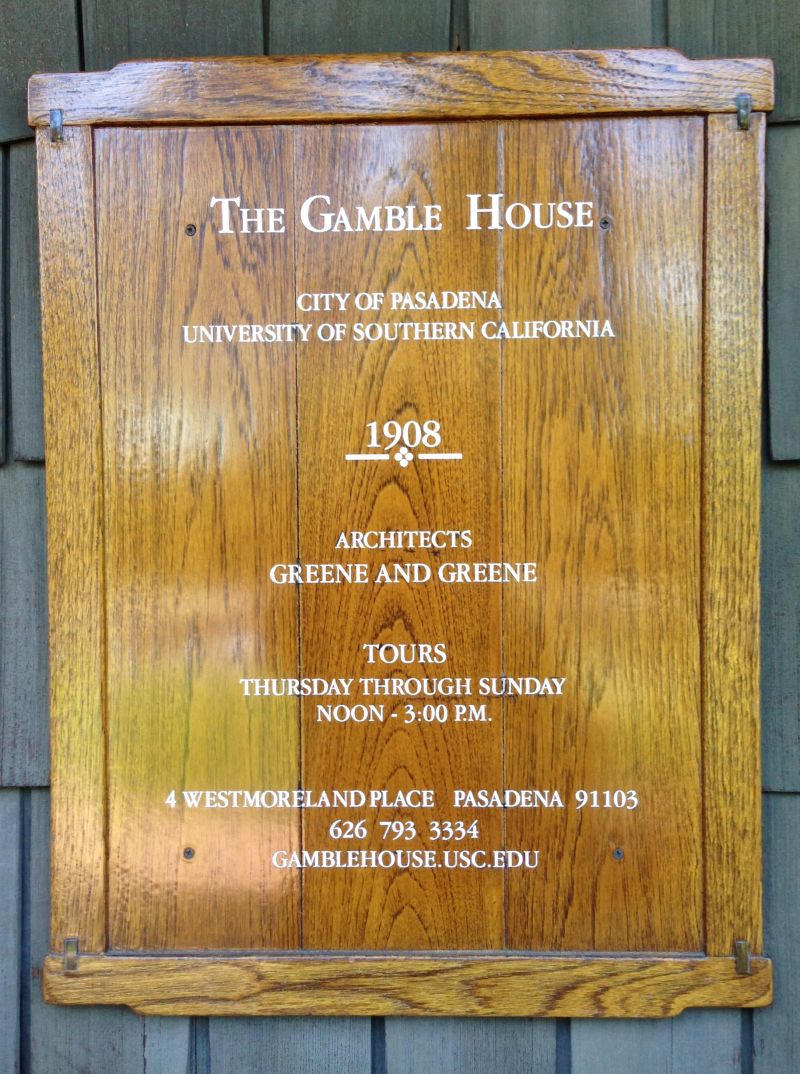 The Gamble House
CITY OF PASADENA
UNIVERSITY OF SOUTHERN CALIFORNIA
1908
ARCHITECTS
GREENE AND GREENE
TOURS
THURSDAY THROUGH SUNDAY
NOON - 3:00 P.M.
4 WESTMORELAND PLACE PASADENA 91103
626 793 3334
GAMBLEHOUSE.USC.EDU